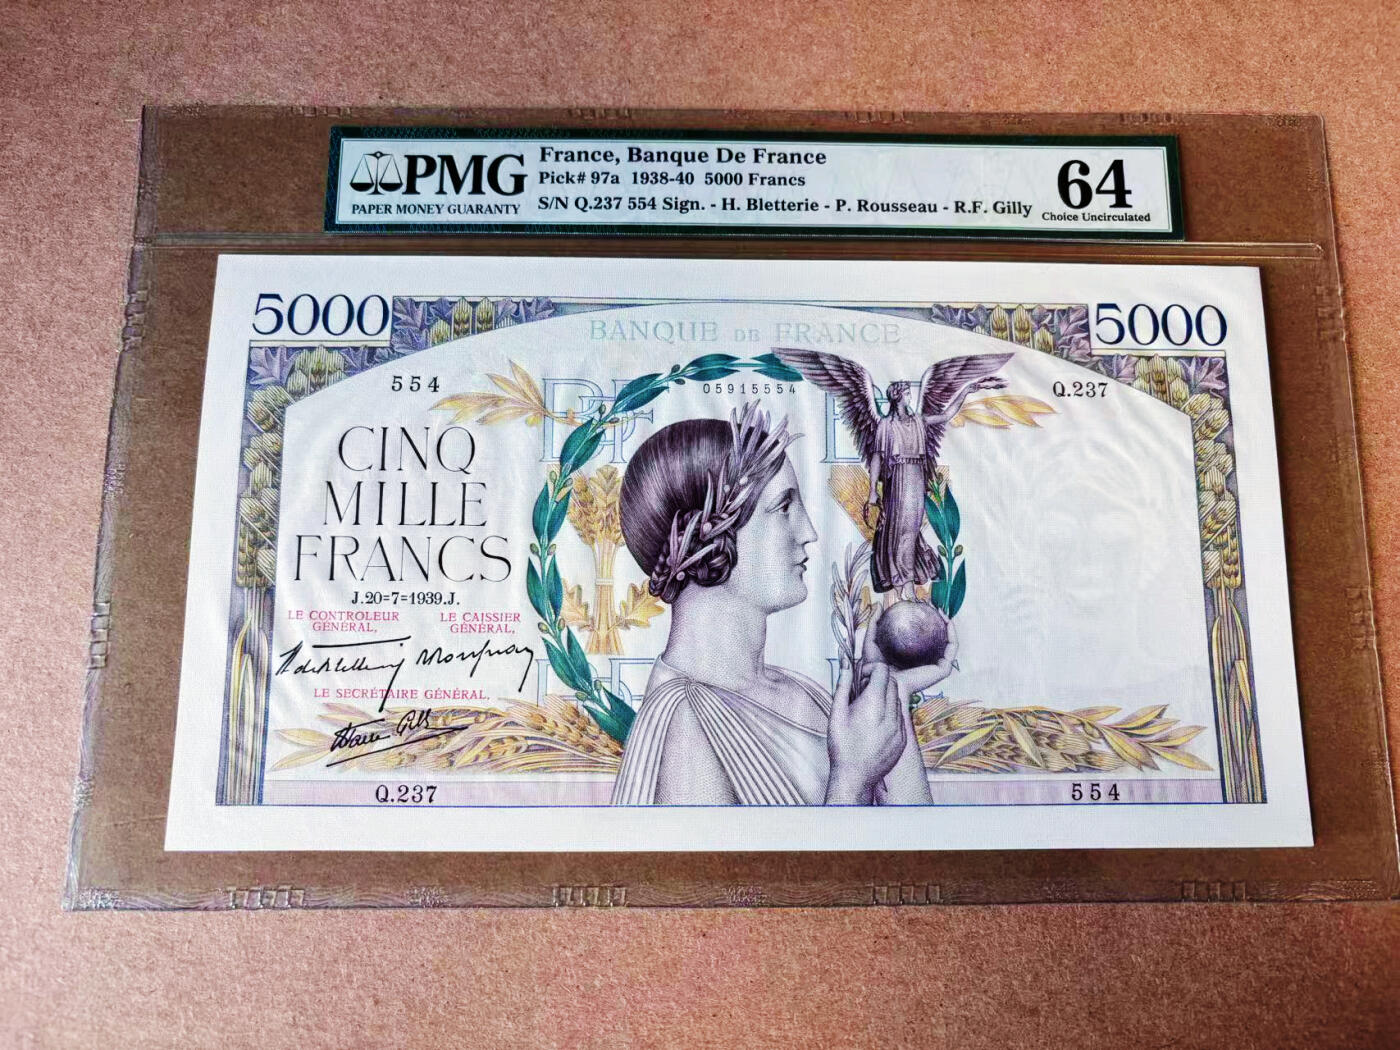 PMG
PAPER MONEY GUARANTY
France, Banque De France
Pick# 97a 1938-40 5000 Francs
S/N Q.237 554 Sign. - H. Bletterie - P. Rousseau - R.F. Gilly
64
Choice Uncirculated
5000
BANQUE DE FRANCE
5000
554
05915554
Q.237
CINQ
MILLE
FRANCS
J.20=7=1939.J.
LE CONTROLEUR
GÉNÉRAL,
LE CAISSIER
GÉNÉRAL,
LE SECRÉTAIRE GÉNÉRAL,
Q.237
554